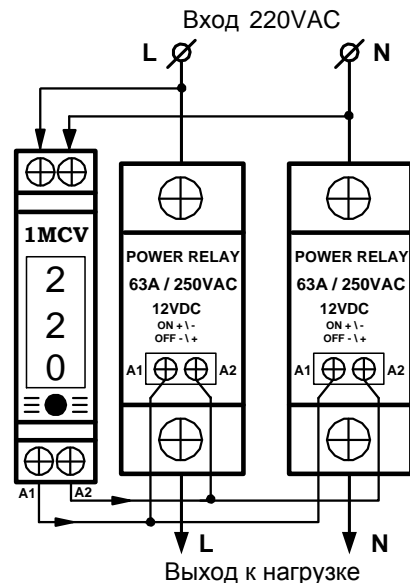 Вход 220VAC
L N
1MCV
2
2
0
A1 A2
POWER RELAY
63A / 250VAC
12VDC
ON + \ -
OFF - \ +
A1 A2
POWER RELAY
63A / 250VAC
12VDC
ON + \ -
OFF - \ +
A1 A2
L N
Выход к нагрузке